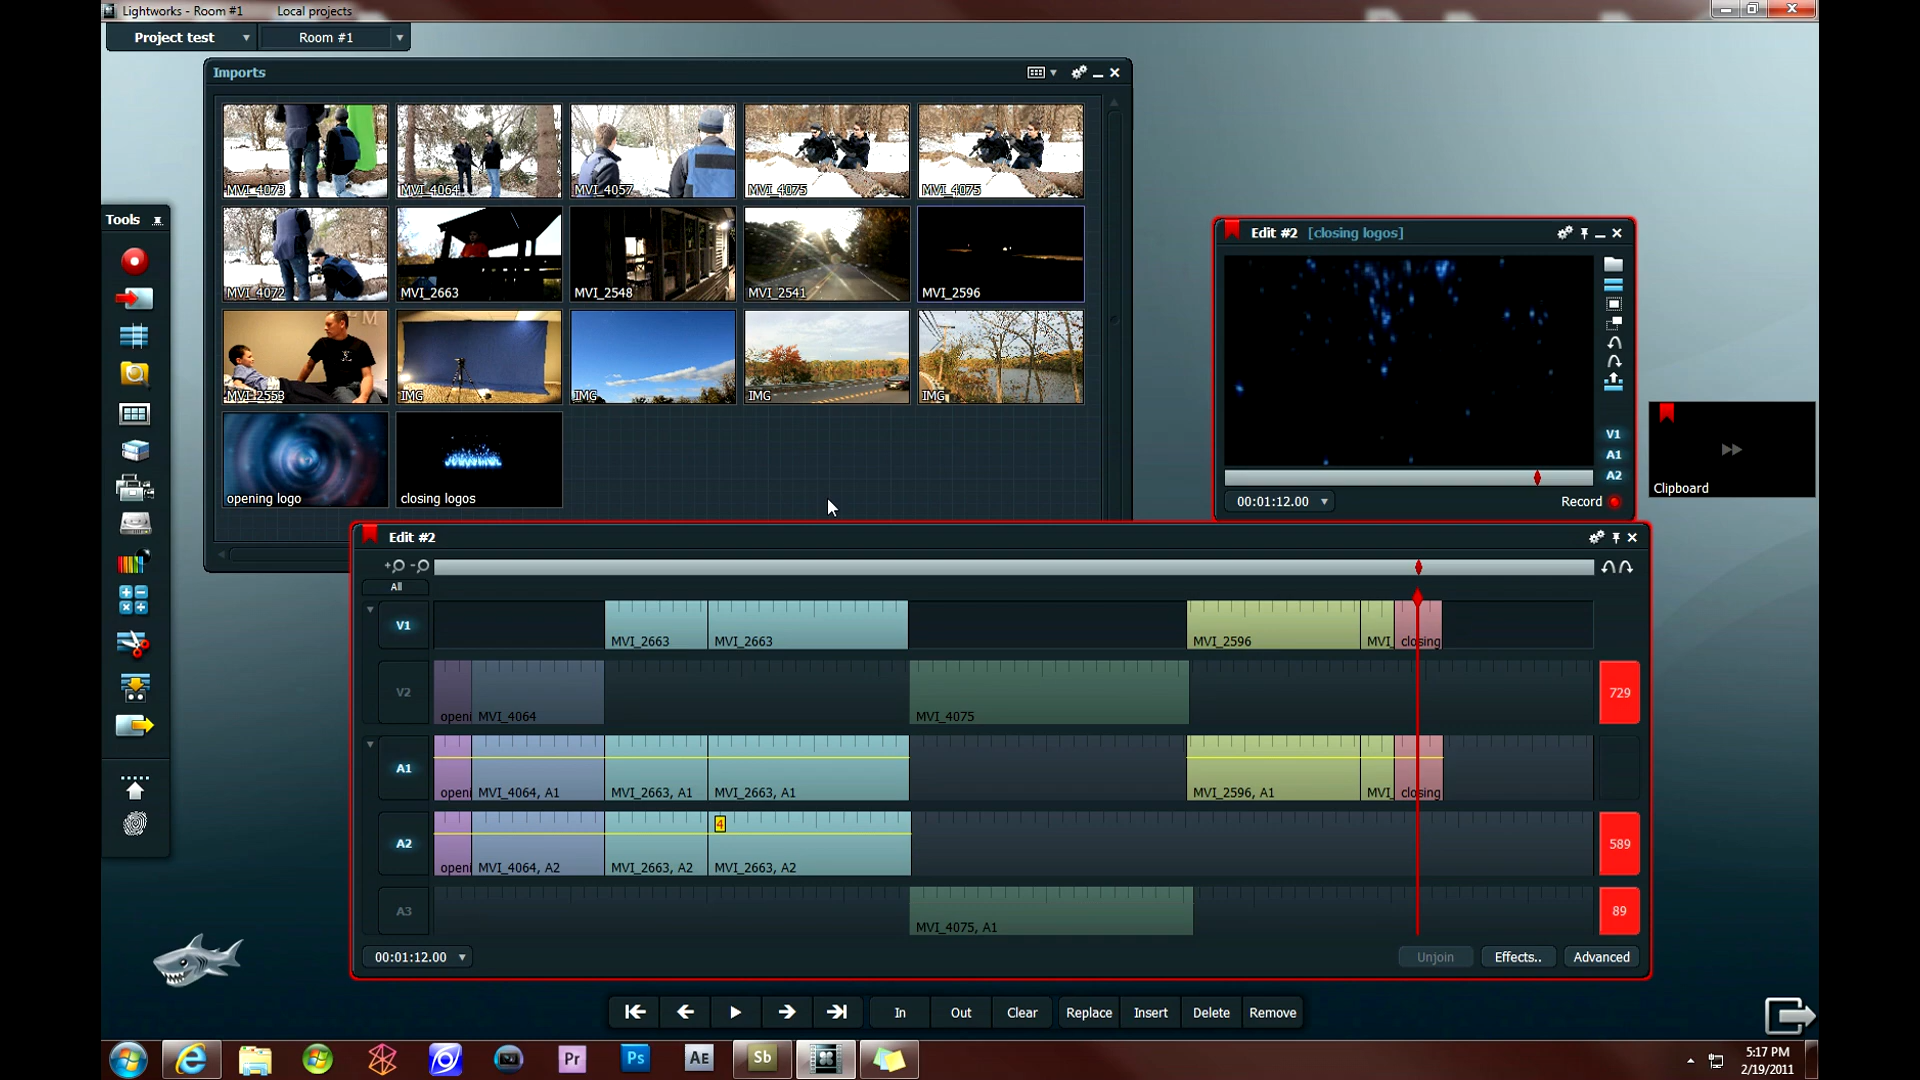 Lightworks - Room #1
Local projects
Project test
Room #1
Imports
MVI_4073
MVI_4064
MVI_4057
MVI_4075
MVI_4075
Tools
MVI_4072
MVI_2663
MVI_2548
MVI_2541
MVI_2596
Edit #2 [closing logos]
MVI_2553
IMG
IMG
IMG
IMG
V1
A1
A2
opening logo
closing logos
Clipboard
00:01:12.00
Record
Edit #2
All
V1
MVI_2663
MVI_2663
MVI_2596
MVI_
closing
V2
openi
MVI_4064
MVI_4075
729
A1
openi
MVI_4064, A1
MVI_2663, A1
MVI_2663, A1
MVI_2596, A1
MVI_
closing
A2
4
openi
MVI_4064, A2
MVI_2663, A2
MVI_2663, A2
589
A3
MVI_4075, A1
89
00:01:12.00
Unjoin
Effects..
Advanced
In
Out
Clear
Replace
Insert
Delete
Remove
Pr
Ps
AE
Sb
5:17 PM
2/19/2011